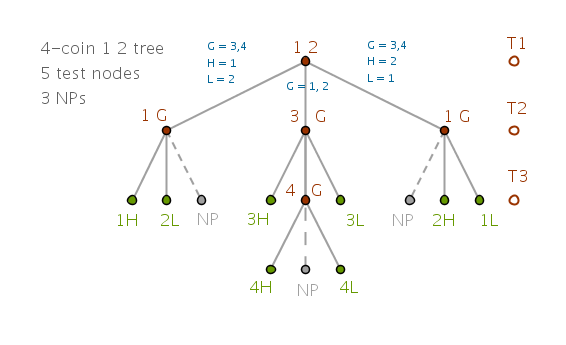 4-coin 1 2 tree
5 test nodes
3 NPs
G = 3,4
H = 1
L = 2
1 2
G = 3,4
H = 2
L = 1
T1
G = 1, 2
1 G
3 G
1 G
T2
4 G
T3
1H 2L NP 3H 3L NP 2H 1L
4H NP 4L